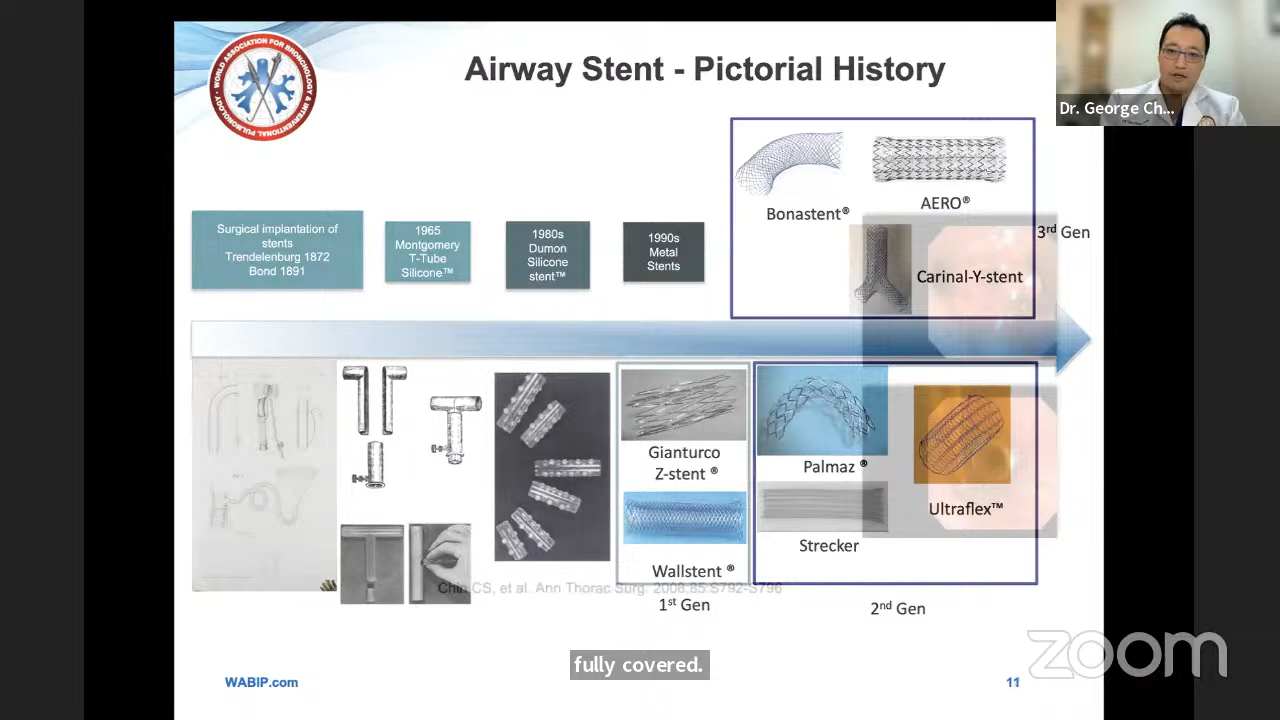 WORLD ASSOCIATION FOR BRONCHOLOGY & INTERVENTIONAL PULMONOLOGY
Airway Stent - Pictorial History
Dr. George Ch...
Surgical implantation of
stents
Trendelenburg 1872
Bond 1891
1965
Montgomery
T-Tube
Silicone™
1980s
Dumon
Silicone
stent™
1990s
Metal
Stents
Bonastent®
AERO®
Carinal-Y-stent
3rd Gen
Gianturco
Z-stent ®
Wallstent ®
1st Gen
Palmaz ®
Strecker
Ultraflex™
2nd Gen
Chin CS, et al. Ann Thorac Surg. 2008;85:S792-S796
fully covered.
WABIP.com
11
zoom